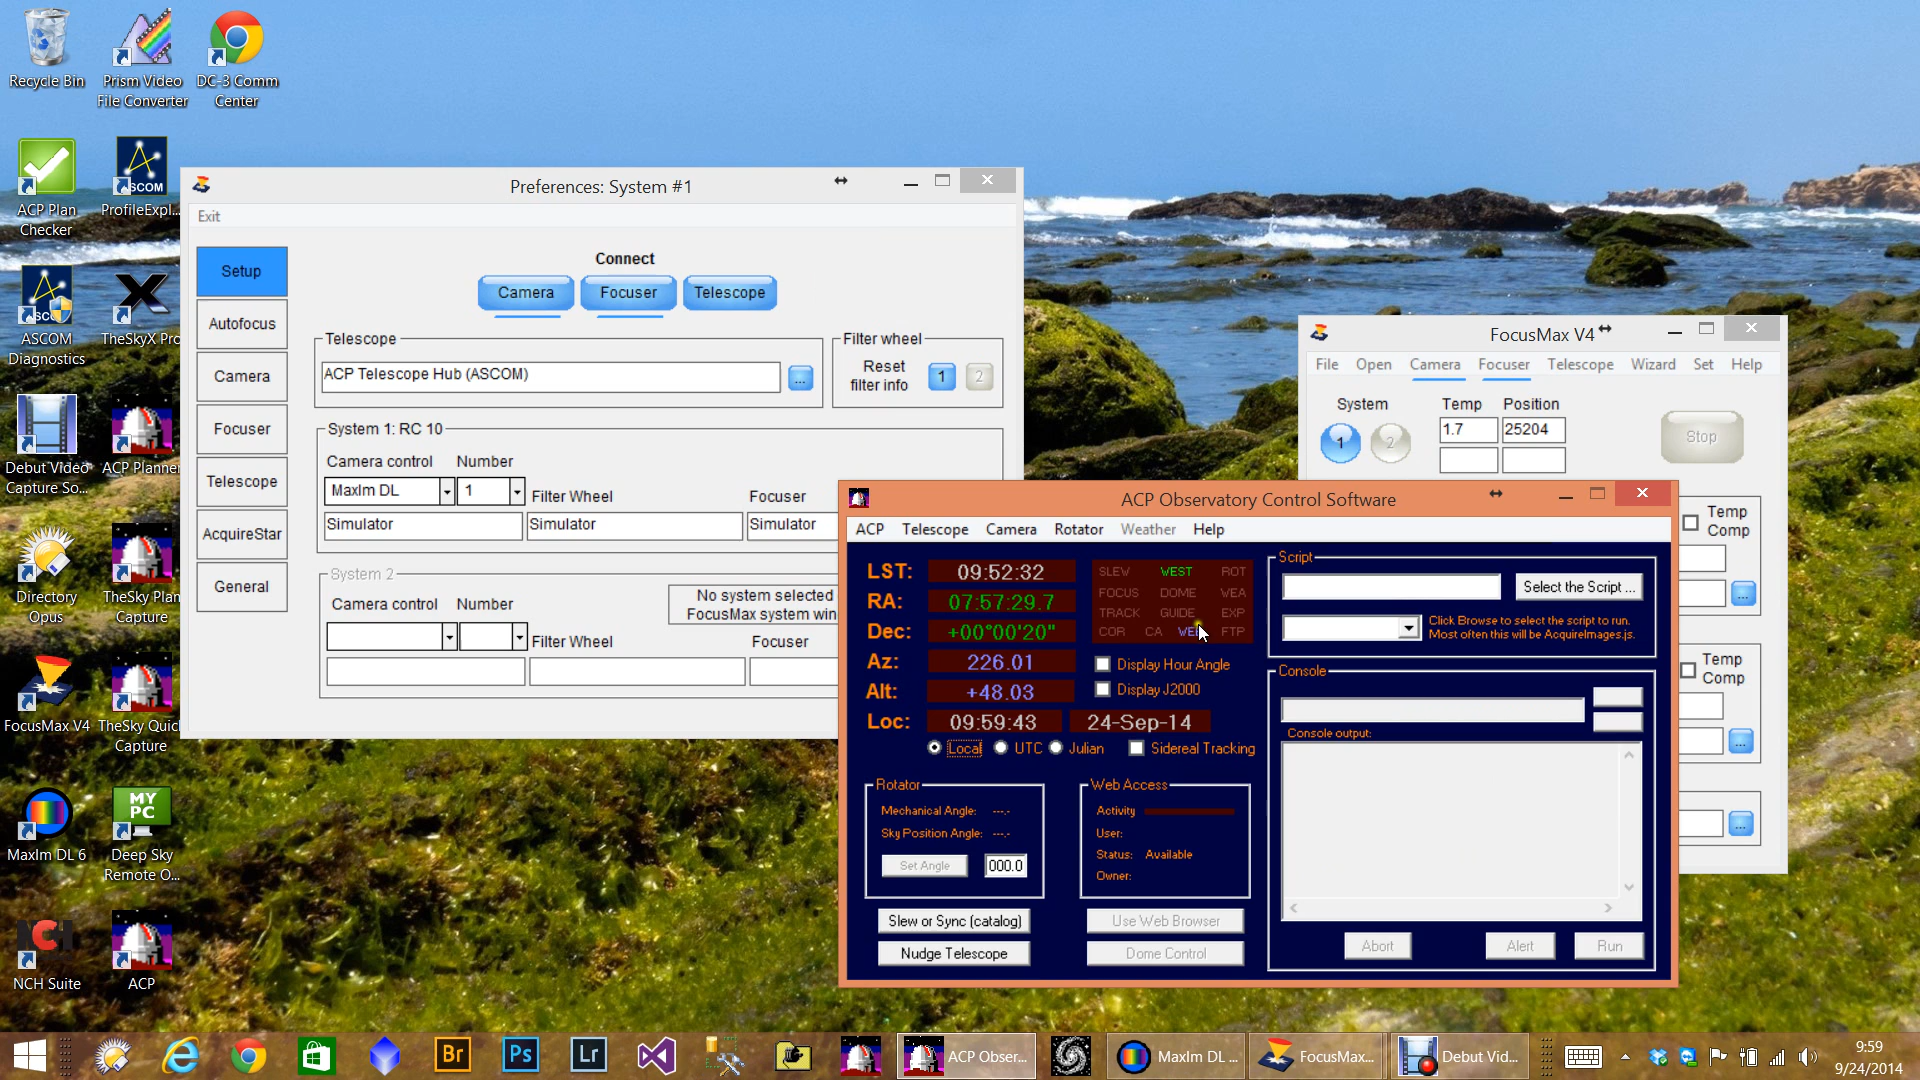 Recycle Bin
Prism Video
File Converter
DC-3 Comm
Center
ACP Plan
Checker
ASCOM
ProfileExpl...
ASCOM
Diagnostics
TheSkyX Pro
Debut Video
Capture So...
ACP Planner
Directory
Opus
TheSky Plan
Capture
FocusMax V4
TheSky Quick
Capture
MaxIm DL 6
MY
PC
Deep Sky
Remote O...
NCH Suite
ACP
Preferences: System #1
Exit
Setup
Autofocus
Camera
Focuser
Telescope
AcquireStar
General
Connect
Camera
Focuser
Telescope
Telescope
ACP Telescope Hub (ASCOM)
...
Filter wheel
Reset
filter info
1
2
System 1: RC 10
Camera control
Number
MaxIm DL
1
Filter Wheel
Focuser
Simulator
Simulator
Simulator
System 2
Camera control
Number
No system selected
FocusMax system win
Filter Wheel
Focuser
FocusMax V4
File Open Camera Focuser Telescope Wizard Set Help
System
Temp
Position
1
2
1.7
25204
Stop
Temp
Comp
...
Temp
Comp
...
...
ACP Observatory Control Software
ACP Telescope Camera Rotator Weather Help
LST: 09:52:32
RA: 07:57:29.7
Dec: +00°00'20"
Az: 226.01
Alt: +48.03
Loc: 09:59:43 24-Sep-14
Local UTC Julian Sidereal Tracking
SLEW WEST ROT
FOCUS DOME WEA
TRACK GUIDE EXP
COR CA WEB FTP
Display Hour Angle
Display J2000
Rotator
Mechanical Angle: ---.-
Sky Position Angle: ---.-
Set Angle 000.0
Web Access
Activity
User:
Status: Available
Owner:
Slew or Sync (catalog)
Nudge Telescope
Use Web Browser
Dome Control
Script
Select the Script ...
Click Browse to select the script to run.
Most often this will be AcquireImages.js.
Console
Console output:
Abort Alert Run
Br
Ps
Lr
ACP Obser...
MaxIm DL ...
FocusMax...
Debut Vid...
9:59
9/24/2014